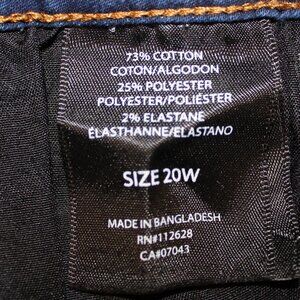 73% COTTON
COTON/ALGODON
25% POLYESTER
POLYESTER/POLIÉSTER
2% ELASTANE
ÉLASTHANNE/ELASTANO
SIZE 20W
MADE IN BANGLADESH
RN#112628
CA#07043